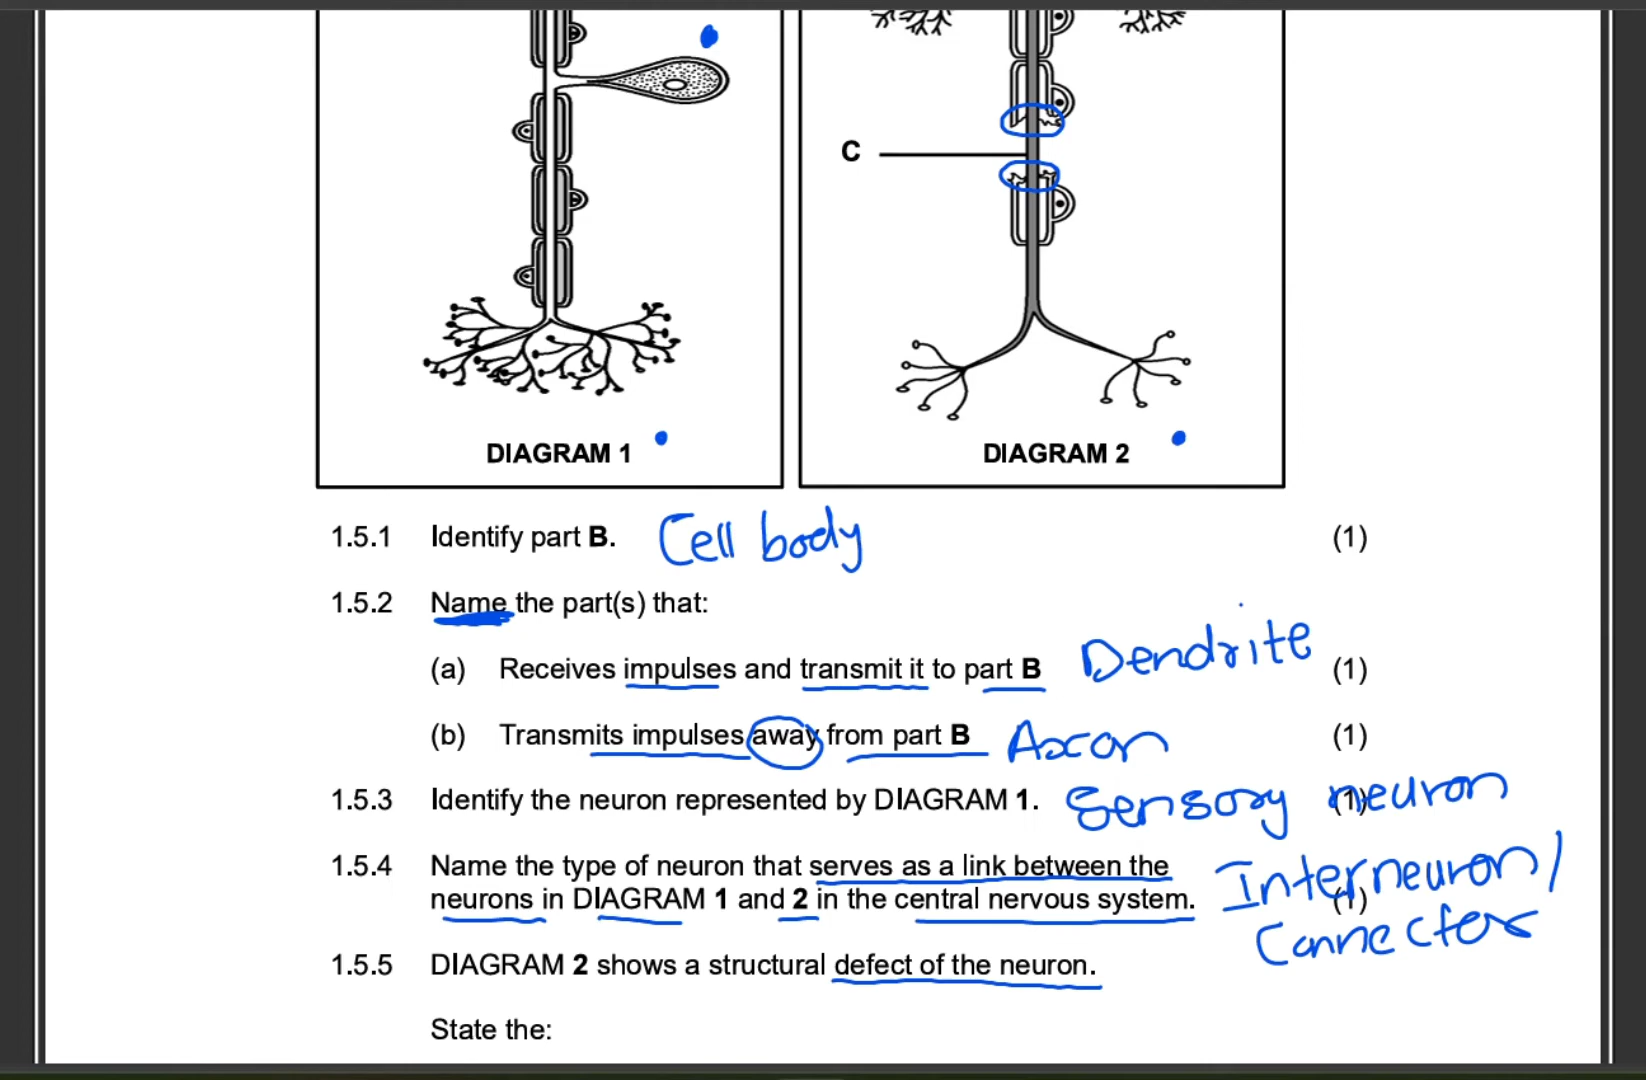 C
DIAGRAM 1
DIAGRAM 2
1.5.1 Identify part B. Cell body (1)
1.5.2 Name the part(s) that:
(a) Receives impulses and transmit it to part B Dendrite (1)
(b) Transmits impulses away from part B Axon (1)
1.5.3 Identify the neuron represented by DIAGRAM 1. Sensory neuron (1)
1.5.4 Name the type of neuron that serves as a link between the Interneuron/
neurons in DIAGRAM 1 and 2 in the central nervous system. (1)
Connector
1.5.5 DIAGRAM 2 shows a structural defect of the neuron.
State the: